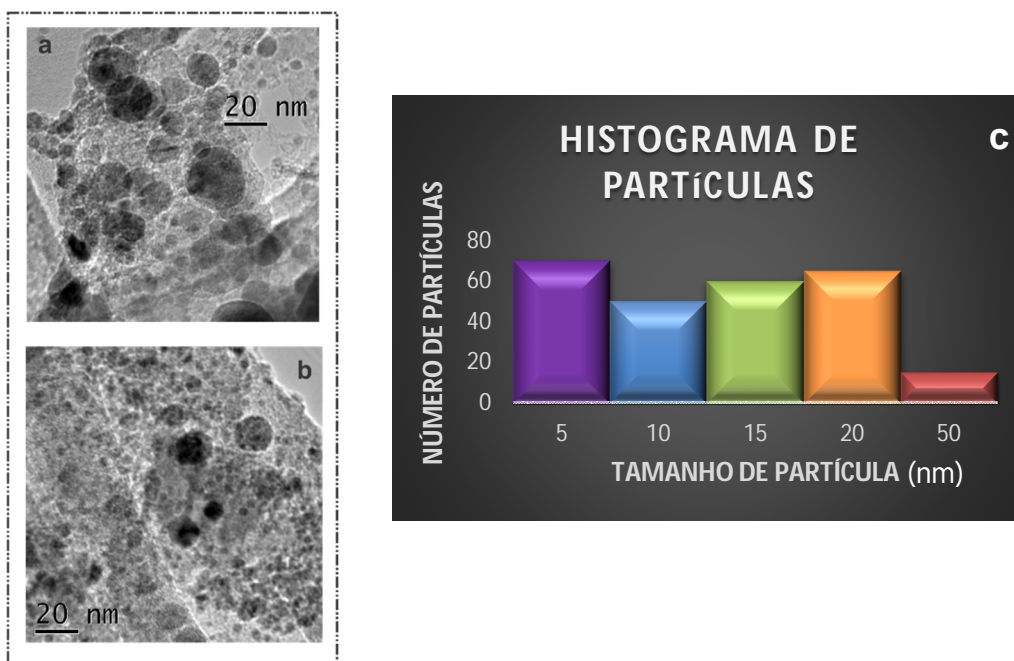 a
20 nm
b
20 nm
c
HISTOGRAMA DE
PARTíCULAS
NÚMERO DE PARTÍCULAS
80
60
40
20
0
5 10 15 20 50
TAMANHO DE PARTÍCULA (nm)